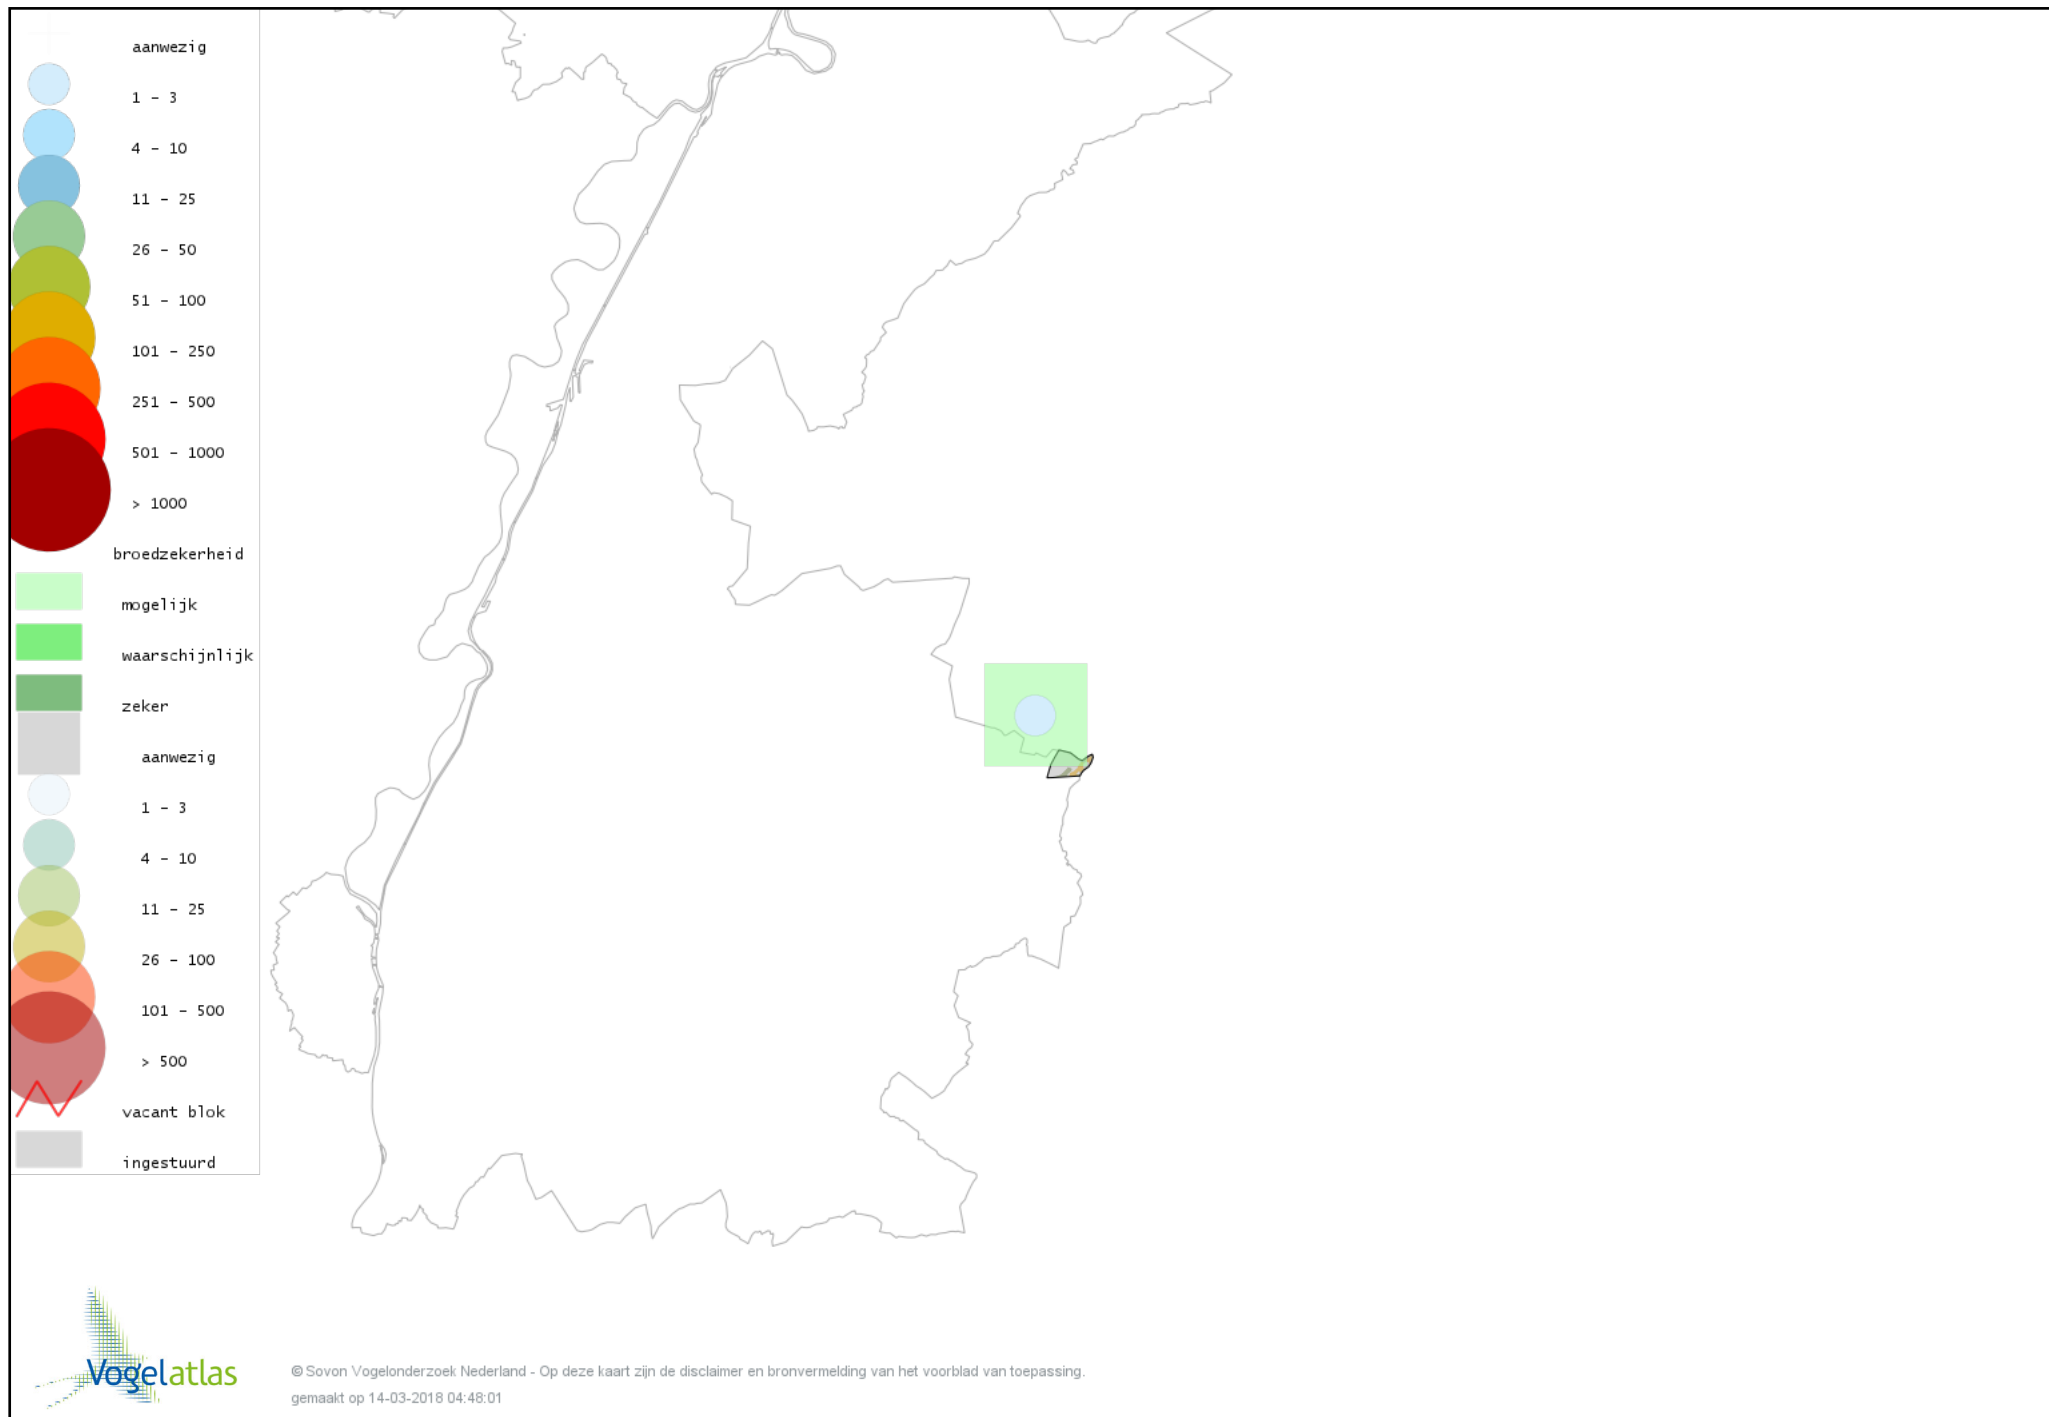 aanwezig
1 - 3
4 - 10
11 - 25
26 - 50
51 - 100
101 - 250
251 - 500
501 - 1000
> 1000
broedzekerheid
mogelijk
waarschijnlijk
zeker
aanwezig
1 - 3
4 - 10
11 - 25
26 - 100
101 - 500
> 500
vacant blok
ingestuurd
Vogelatlas
© Sovon Vogelonderzoek Nederland - Op deze kaart zijn de disclaimer en bronvermelding van het voorblad van toepassing.
gemaakt op 14-03-2018 04:48:01